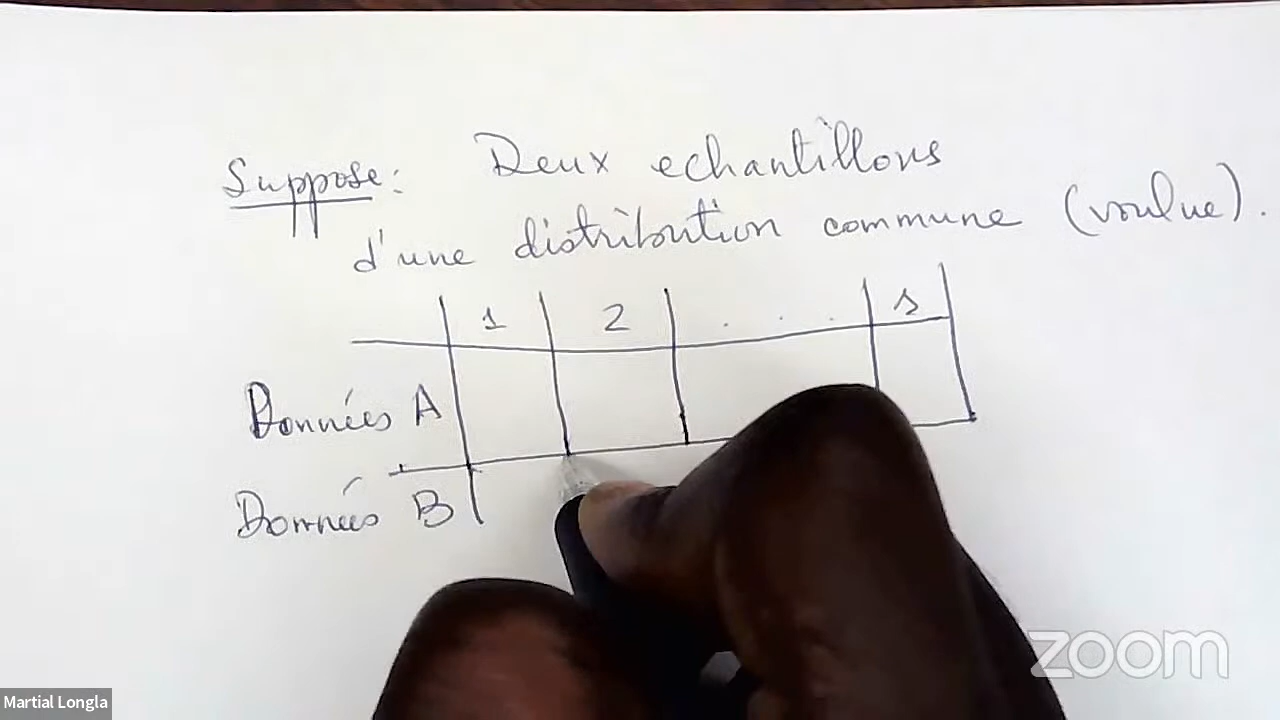 Suppose: Deux echantillons
d'une distribution commune (voulue).
1 2 . . . s
Données A
Données B
zoom
Martial Longla